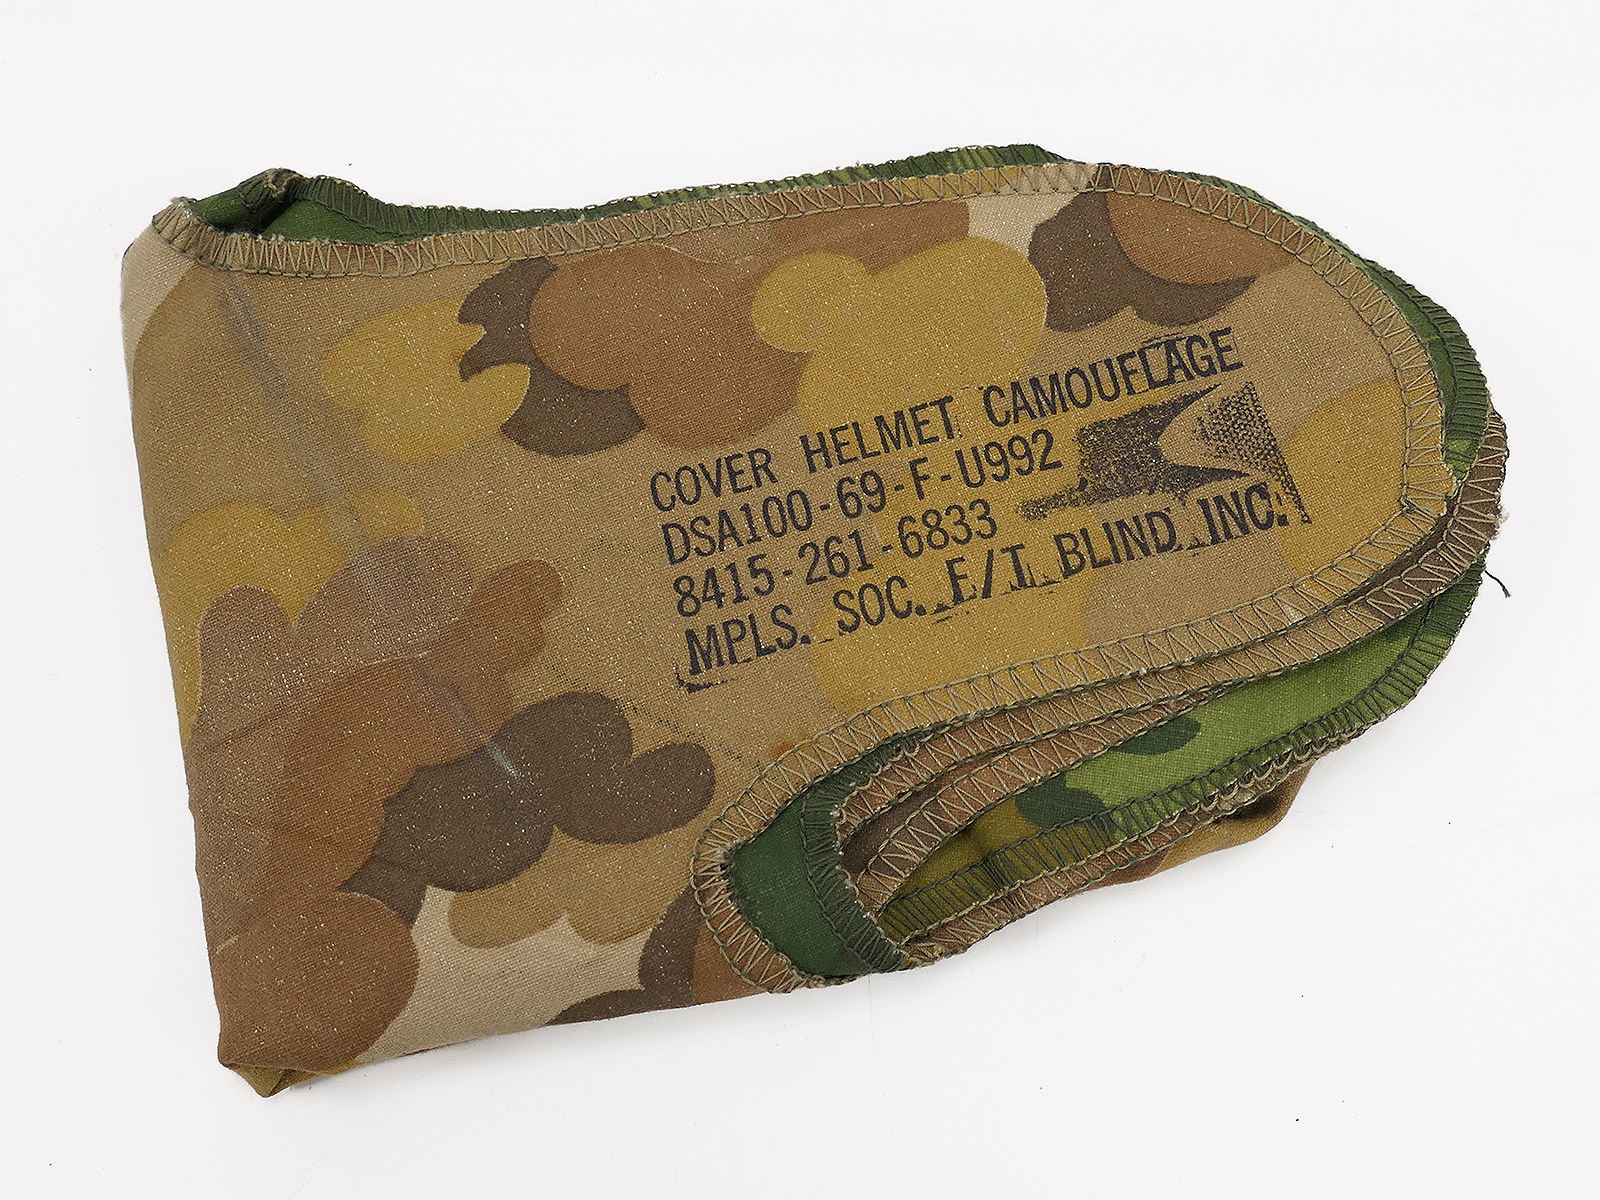 COVER HELMET CAMOUFLAGE
DSA100-69-F-U992
8415-261-6833
MPLS. SOC. F/T BLIND INC.